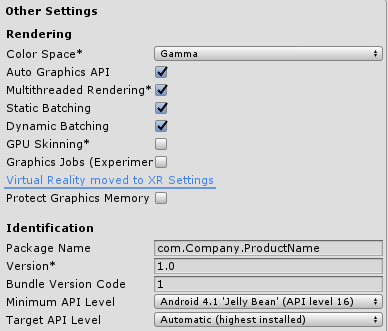 Other Settings
Rendering
Color Space* Gamma
Auto Graphics API
Multithreaded Rendering*
Static Batching
Dynamic Batching
GPU Skinning*
Graphics Jobs (Experimen
Virtual Reality moved to XR Settings
Protect Graphics Memory
Identification
Package Name com.Company.ProductName
Version* 1.0
Bundle Version Code 1
Minimum API Level Android 4.1 'Jelly Bean' (API level 16)
Target API Level Automatic (highest installed)